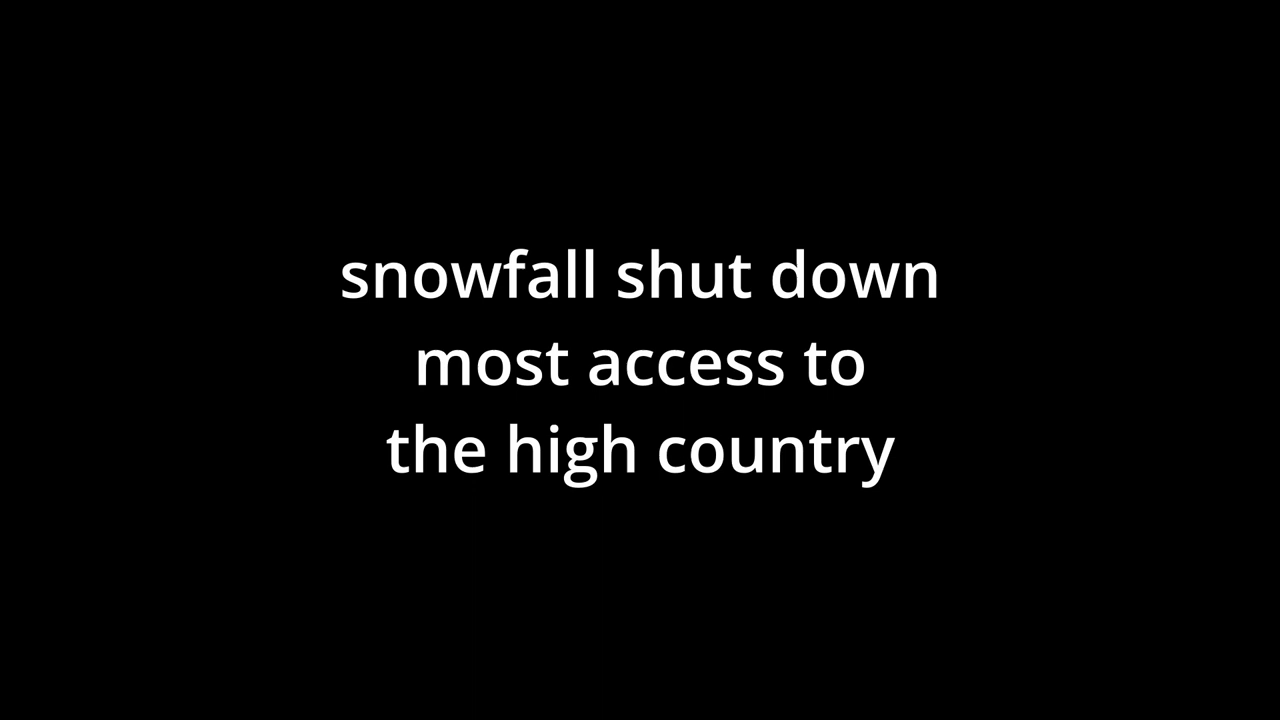 snowfall shut down
most access to
the high country